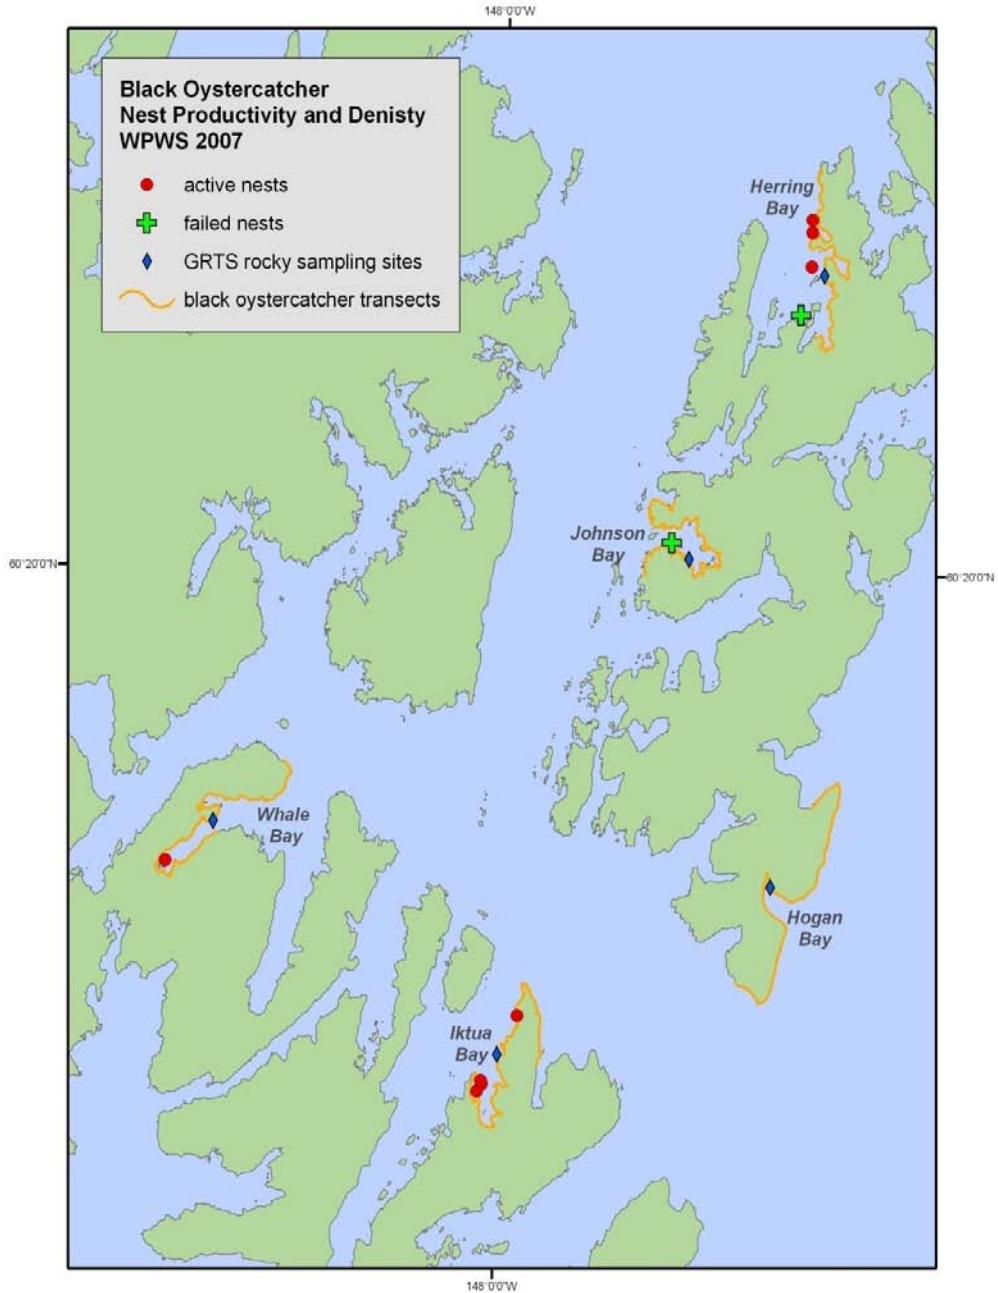 148°0'0"W
Black Oystercatcher
Nest Productivity and Denisty
WPWS 2007
active nests
failed nests
GRTS rocky sampling sites
black oystercatcher transects
Herring
Bay
Johnson
Bay
60°20'0"N
60°20'0"N
Whale
Bay
Hogan
Bay
Iktua
Bay
148°0'0"W